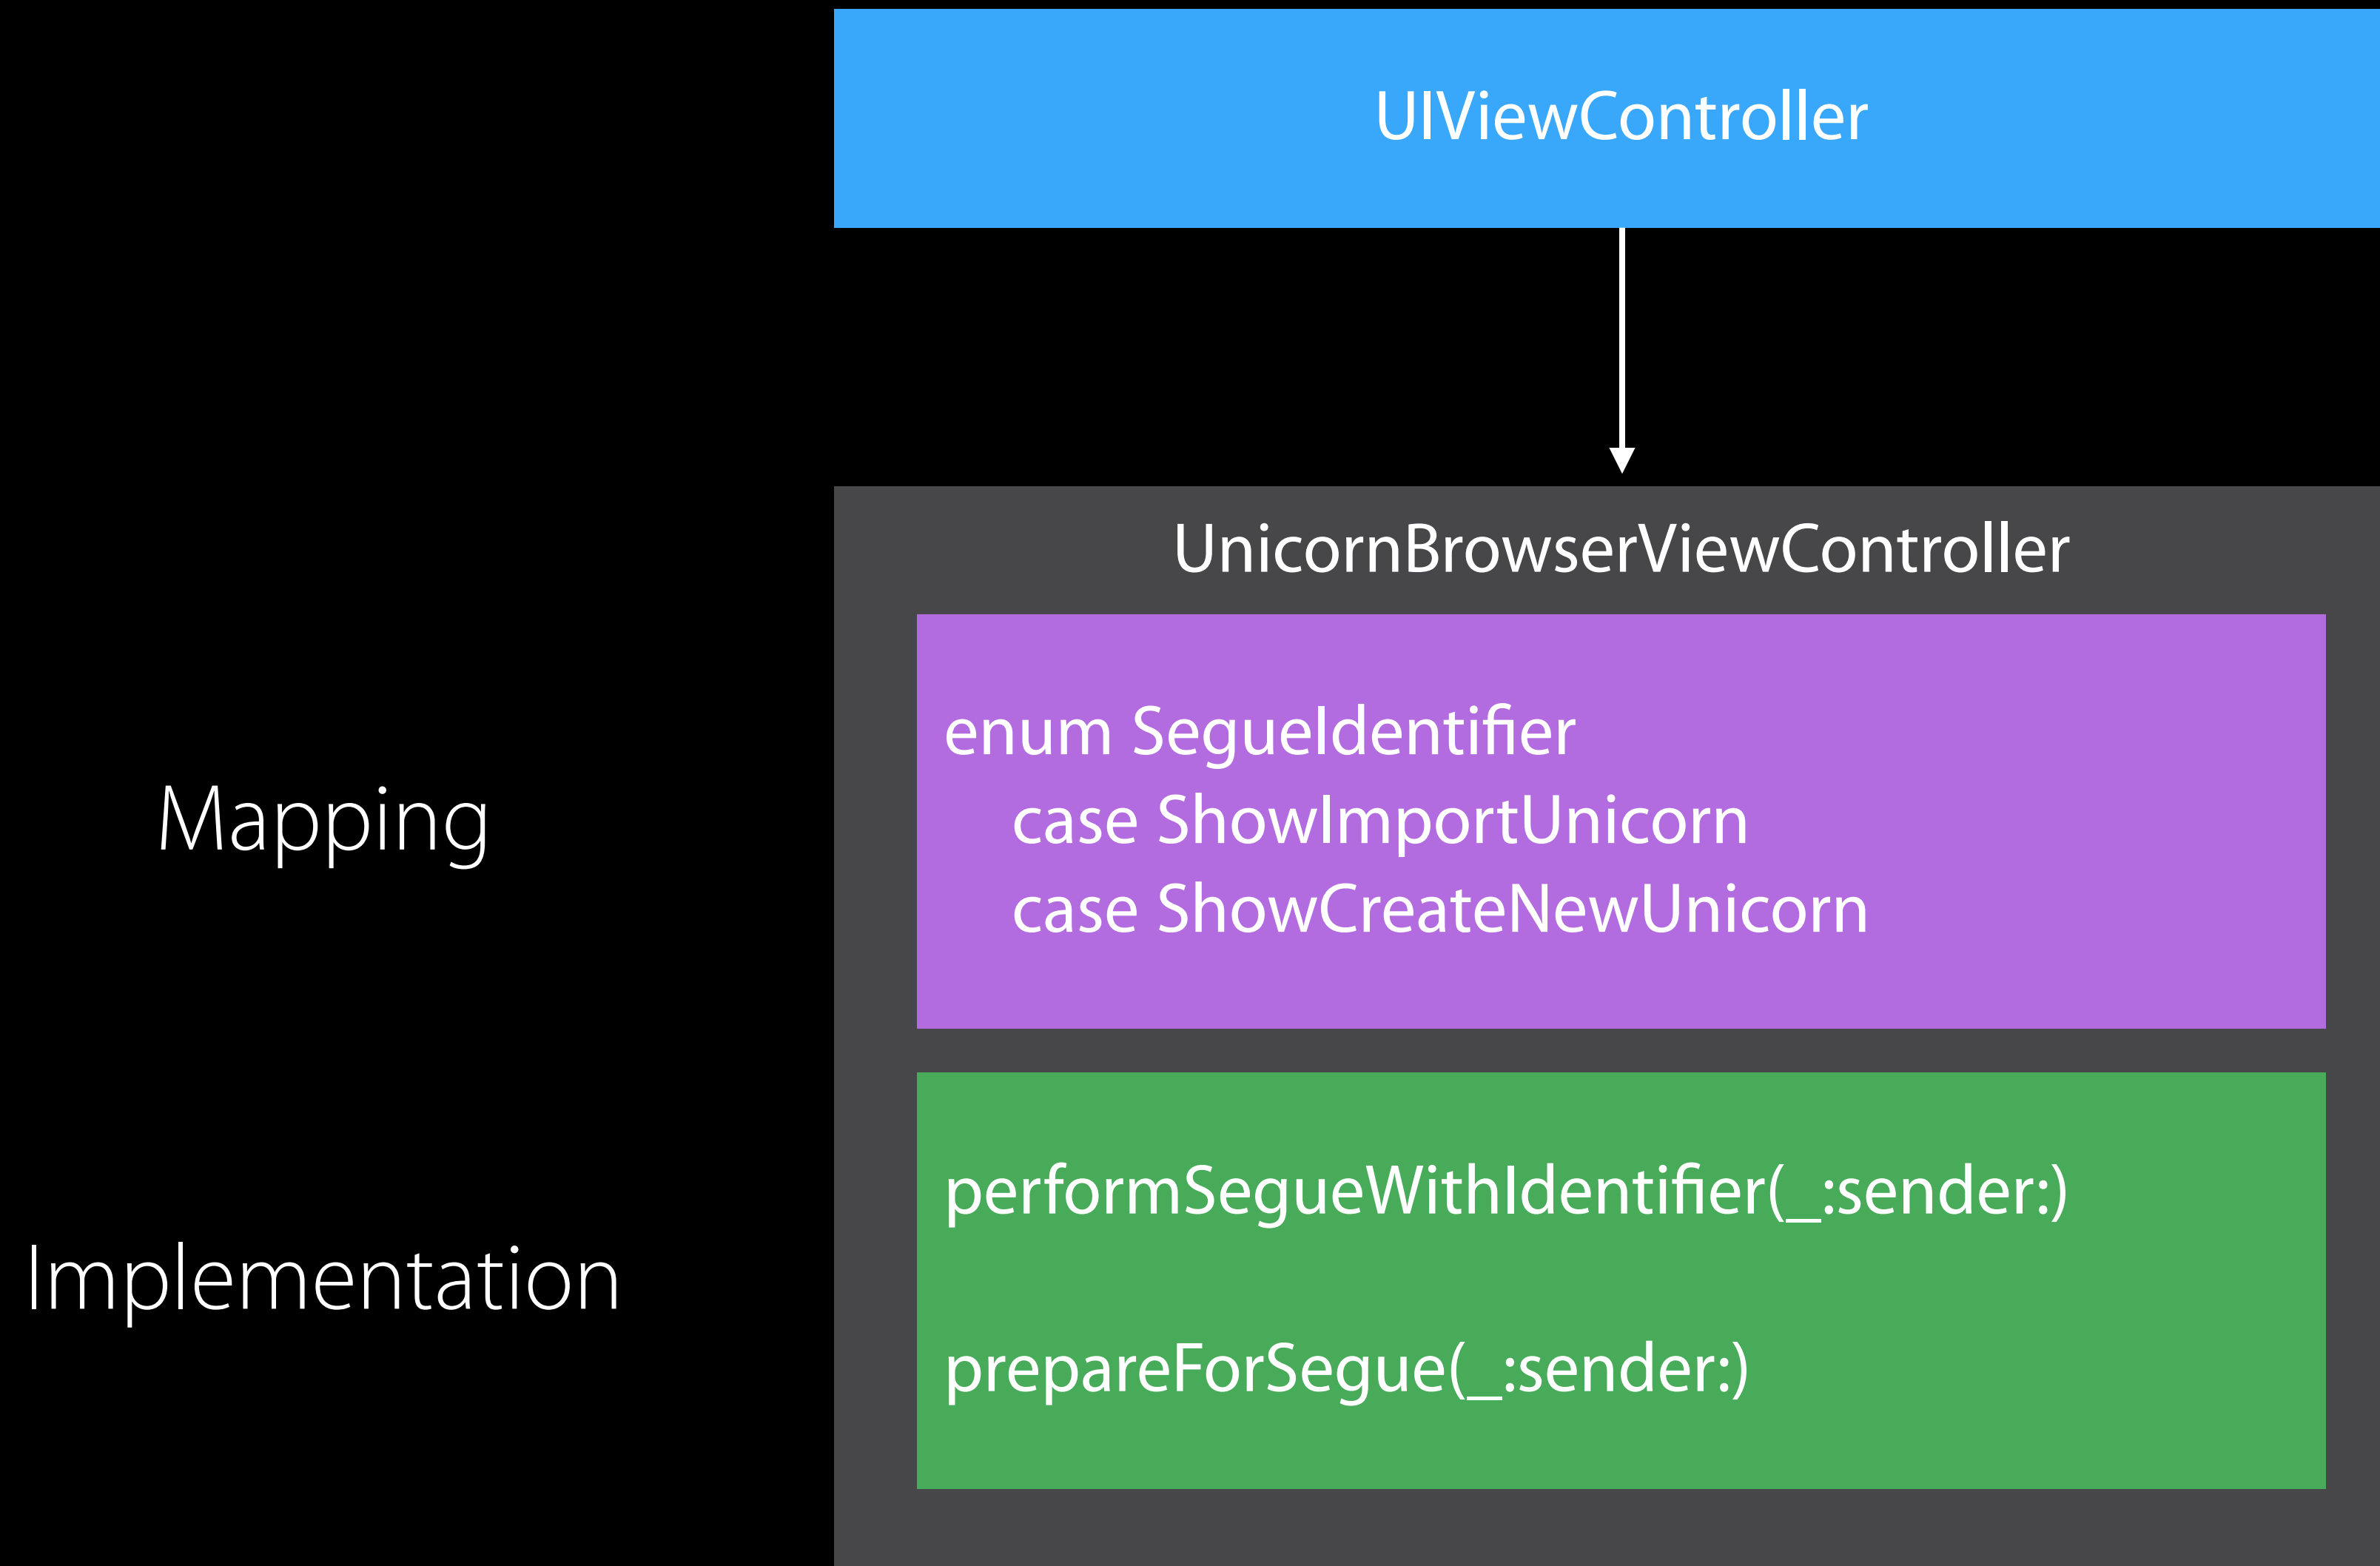 UIViewController
UnicornBrowserViewController
Mapping
enum SegueIdentifier
case ShowImportUnicorn
case ShowCreateNewUnicorn
Implementation
performSegueWithIdentifier(_:sender:)
prepareForSegue(_:sender:)